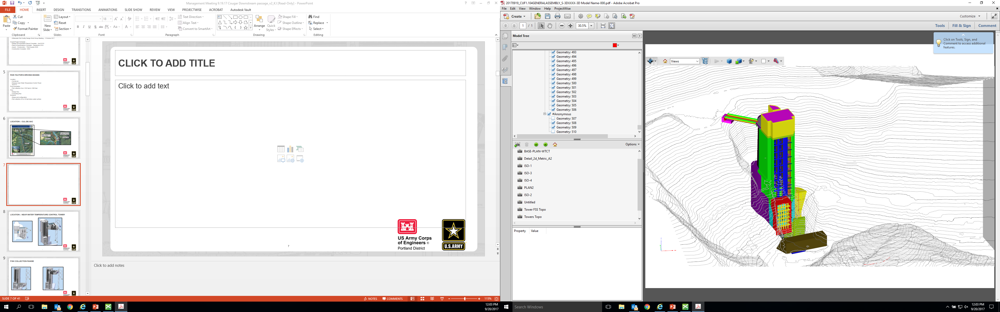 Management Meeting 9.19.17 Cougar Downstream passage_v2_KJ [Read-Only] - PowerPoint
FILE HOME INSERT DESIGN TRANSITIONS ANIMATIONS SLIDE SHOW REVIEW VIEW PROJECTWISE ACROBAT Autodesk Vault
Paste
Cut
Copy
Format Painter
Clipboard
New Slide
Layout
Reset
Section
Slides
18
Font
Text Direction
Align Text
Convert to SmartArt
Paragraph
Arrange
Quick Styles
Shape Fill
Shape Outline
Shape Effects
Drawing
Find
Replace
Select
Editing
5
RISK FACTORS DRIVING DESIGN
6
LOCATION – CUL-DE-SAC
7
8
LOCATION – NEAR WATER TEMPERATURE CONTROL TOWER
9
FISH COLLECTION RANGE
CLICK TO ADD TITLE
Click to add text
US Army Corps
of Engineers ®
Portland District
U.S.ARMY
7
Click to add notes
SLIDE 7 OF 41
NOTES
COMMENTS
115%
12:03 PM
9/20/2017
20170919_CUF1.104GENERALASSEMBLY_S-3DXXXX-3D Model Name-000.pdf - Adobe Acrobat Pro
File Edit View Window Help ProjectWise
Create
Customize
1 / 1
30.5%
Tools Fill & Sign Comment
Model Tree
Click on Tools, Sign, and
Comment to access additional
features.
Views
Geometry: 493
Geometry: 494
Geometry: 495
Geometry: 496
Geometry: 497
Geometry: 498
Geometry: 499
Geometry: 500
Geometry: 501
Geometry: 502
Geometry: 503
Geometry: 504
Geometry: 505
Geometry: 506
#Anonymous
Geometry: 507
Geometry: 508
Geometry: 509
Geometry: 510
Options
BASE-PLAN-WTCT
Detail_2d_Metric_A2
ISO-1
ISO-3
ISO-4
PLAN2
ISO-2
Untitled
Tower FSS Topo
Towers Topo
Property Value
Search Windows
12:03 PM
9/20/2017